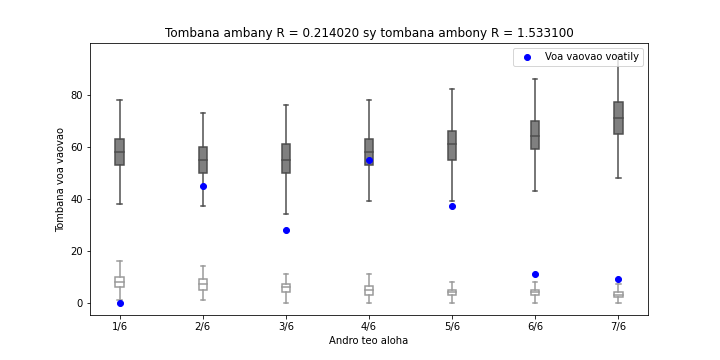 Tombana ambany R = 0.214020 sy tombana ambony R = 1.533100
Voa vaovao voatily
Tombana voa vaovao
80
60
40
20
0
1/6 2/6 3/6 4/6 5/6 6/6 7/6
Andro teo aloha